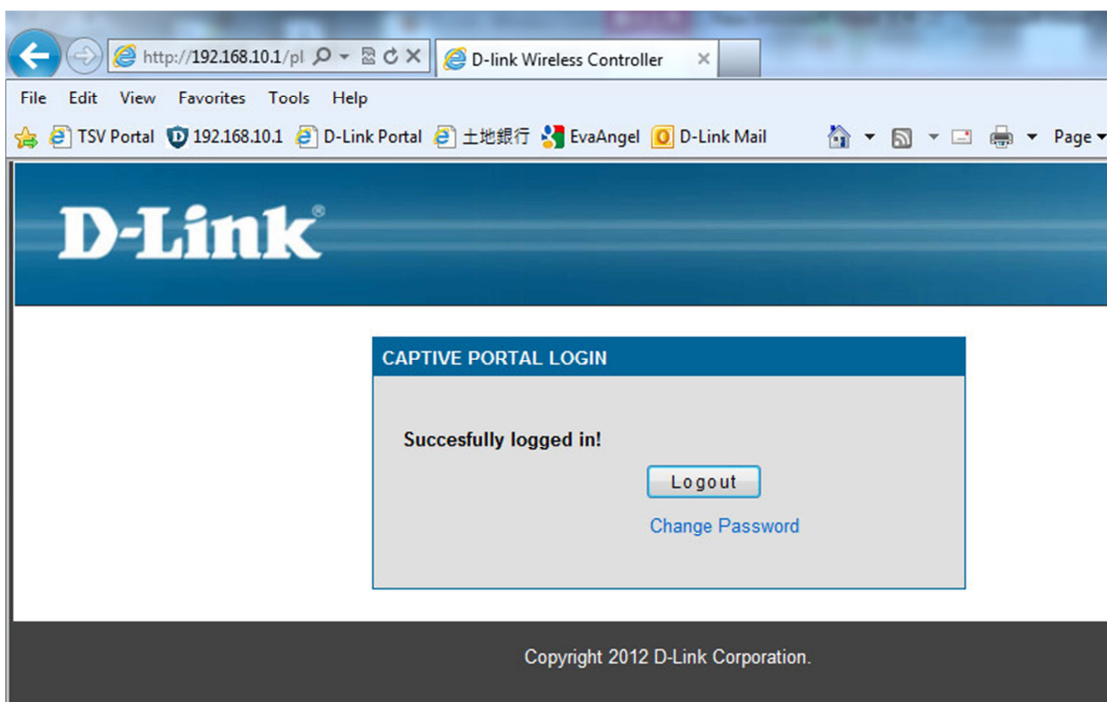 http://192.168.10.1/pl
D-link Wireless Controller
File Edit View Favorites Tools Help
TSV Portal 192.168.10.1 D-Link Portal 土地銀行 EvaAngel D-Link Mail Page
D-Link®
CAPTIVE PORTAL LOGIN
Succesfully logged in!
Logout
Change Password
Copyright 2012 D-Link Corporation.